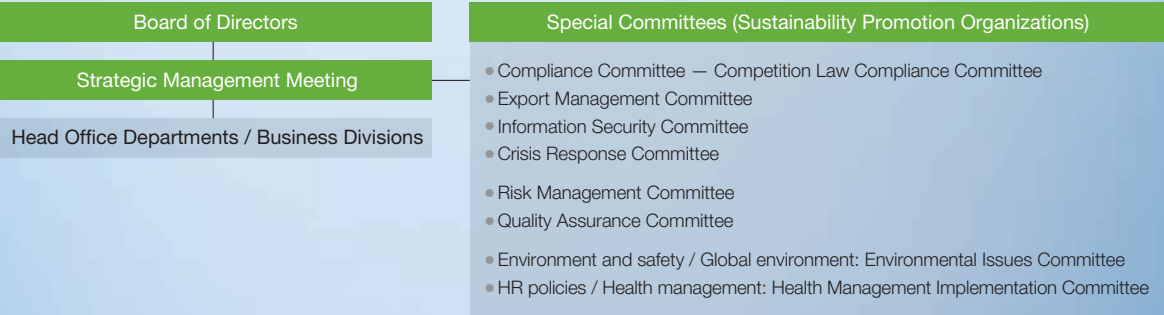 Board of Directors
Strategic Management Meeting
Head Office Departments / Business Divisions
Special Committees (Sustainability Promotion Organizations)
● Compliance Committee — Competition Law Compliance Committee
● Export Management Committee
● Information Security Committee
● Crisis Response Committee
● Risk Management Committee
● Quality Assurance Committee
● Environment and safety / Global environment: Environmental Issues Committee
● HR policies / Health management: Health Management Implementation Committee